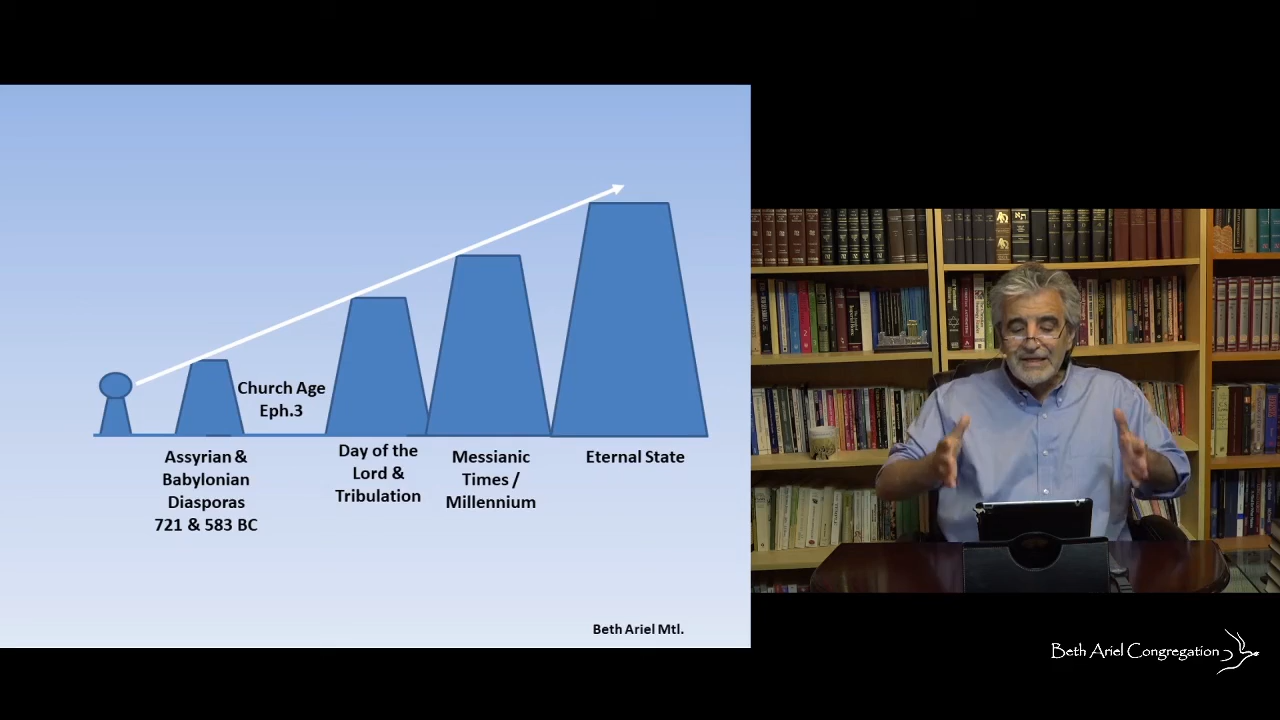 Church Age
Eph.3
Assyrian &
Babylonian
Diasporas
721 & 583 BC
Day of the
Lord &
Tribulation
Messianic
Times /
Millennium
Eternal State
Beth Ariel Mtl.
Beth Ariel Congregation